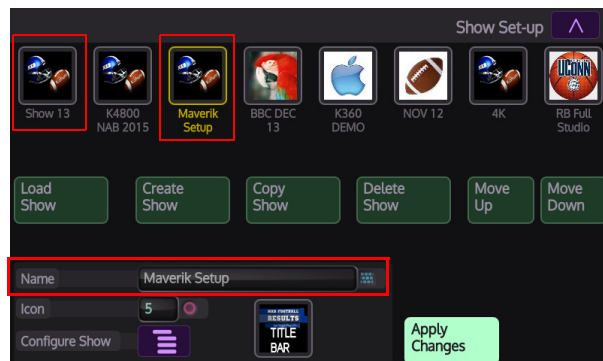 Show Set-up
UCONN
Show 13
K4800
NAB 2015
Maverik
Setup
BBC DEC
13
K360
DEMO
NOV 12
4K
RB Full
Studio
Load
Show
Create
Show
Copy
Show
Delete
Show
Move
Up
Move
Down
Name
Maverik Setup
Icon
5
RESULTS
TITLE
BAR
Configure Show
Apply
Changes